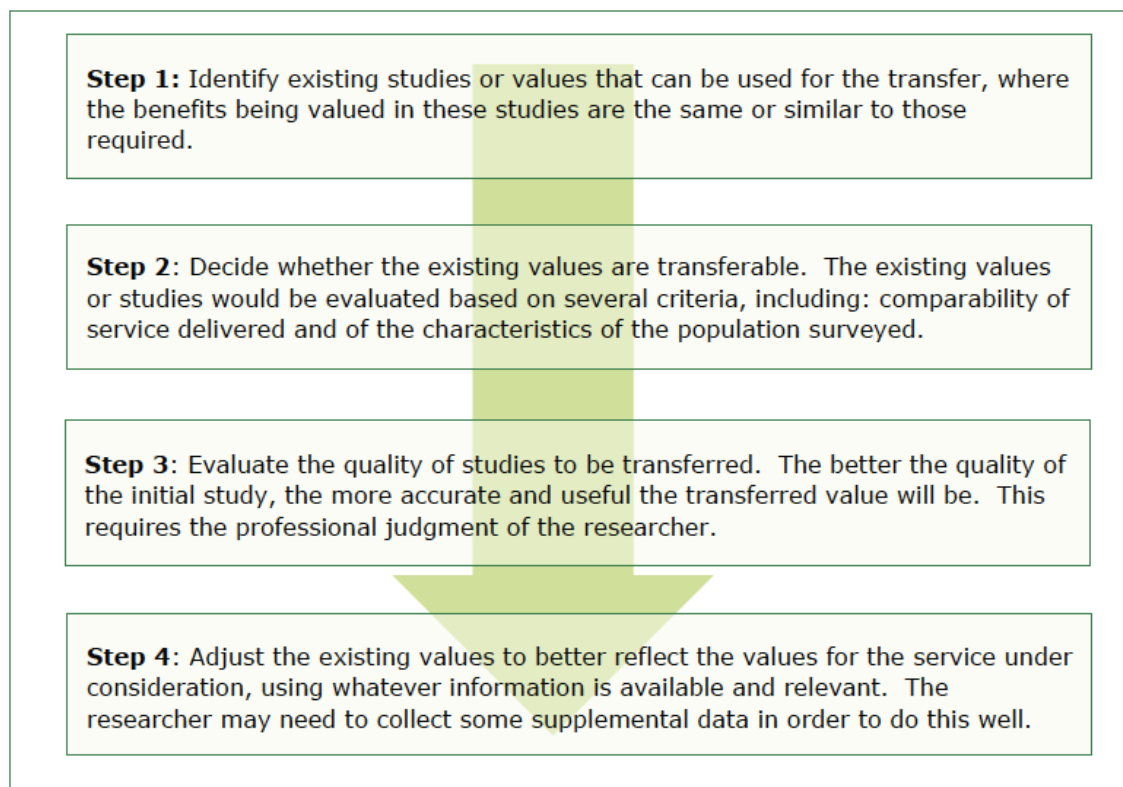 Step 1: Identify existing studies or values that can be used for the transfer, where
the benefits being valued in these studies are the same or similar to those
required.
Step 2: Decide whether the existing values are transferable.  The existing values
or studies would be evaluated based on several criteria, including: comparability of
service delivered and of the characteristics of the population surveyed.
Step 3: Evaluate the quality of studies to be transferred.  The better the quality of
the initial study, the more accurate and useful the transferred value will be.  This
requires the professional judgment of the researcher.
Step 4: Adjust the existing values to better reflect the values for the service under
consideration, using whatever information is available and relevant.  The
researcher may need to collect some supplemental data in order to do this well.